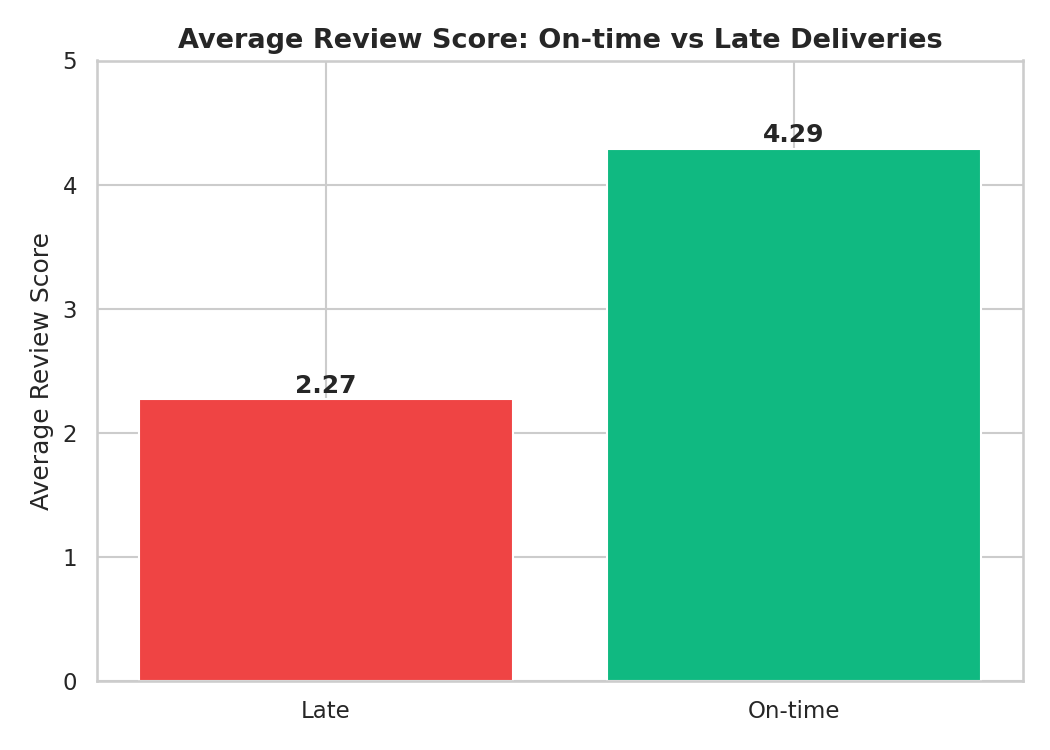 Average Review Score: On-time vs Late Deliveries
5
4
3
2
1
0
Average Review Score
2.27
4.29
Late
On-time